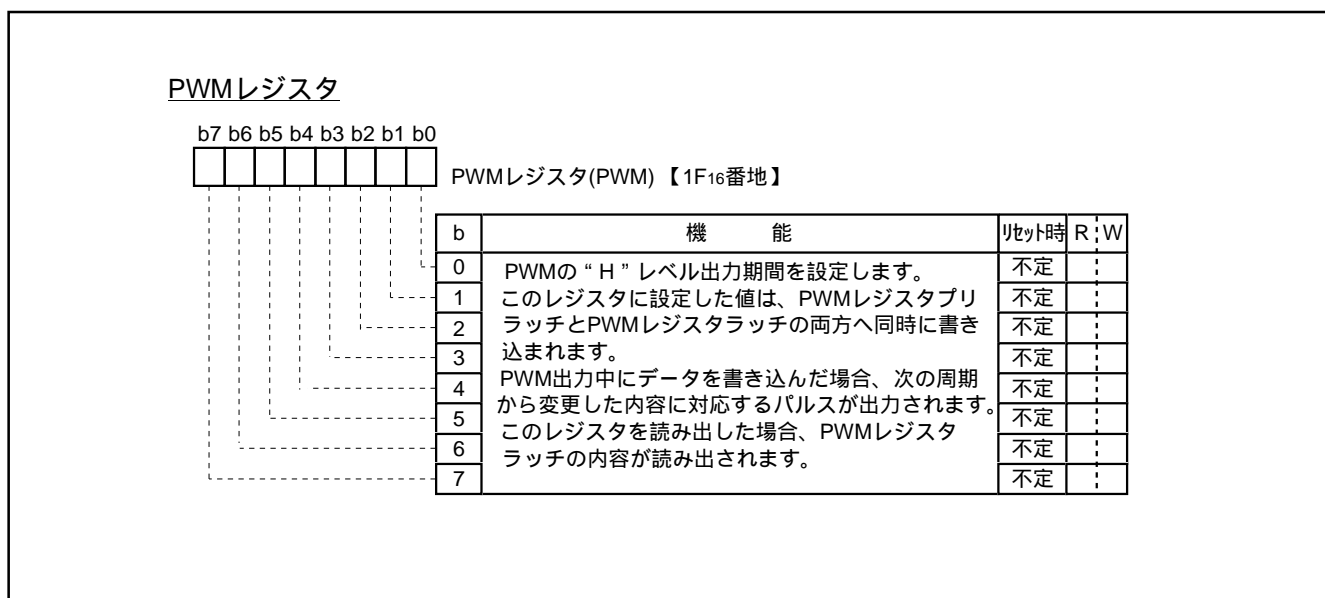 PWMレジスタ
b7 b6 b5 b4 b3 b2 b1 b0
PWMレジスタ(PWM) 【1F16番地】
b 機 能 リセット時 R W
0 PWMの “ H ” レベル出力期間を設定します。 不定
1 このレジスタに設定した値は、PWMレジスタプリ 不定
2 ラッチとPWMレジスタラッチの両方へ同時に書き 不定
3 込まれます。 不定
4 PWM出力中にデータを書き込んだ場合、次の周期 不定
5 から変更した内容に対応するパルスが出力されます。 不定
6 このレジスタを読み出した場合、PWMレジスタ 不定
7 ラッチの内容が読み出されます。 不定